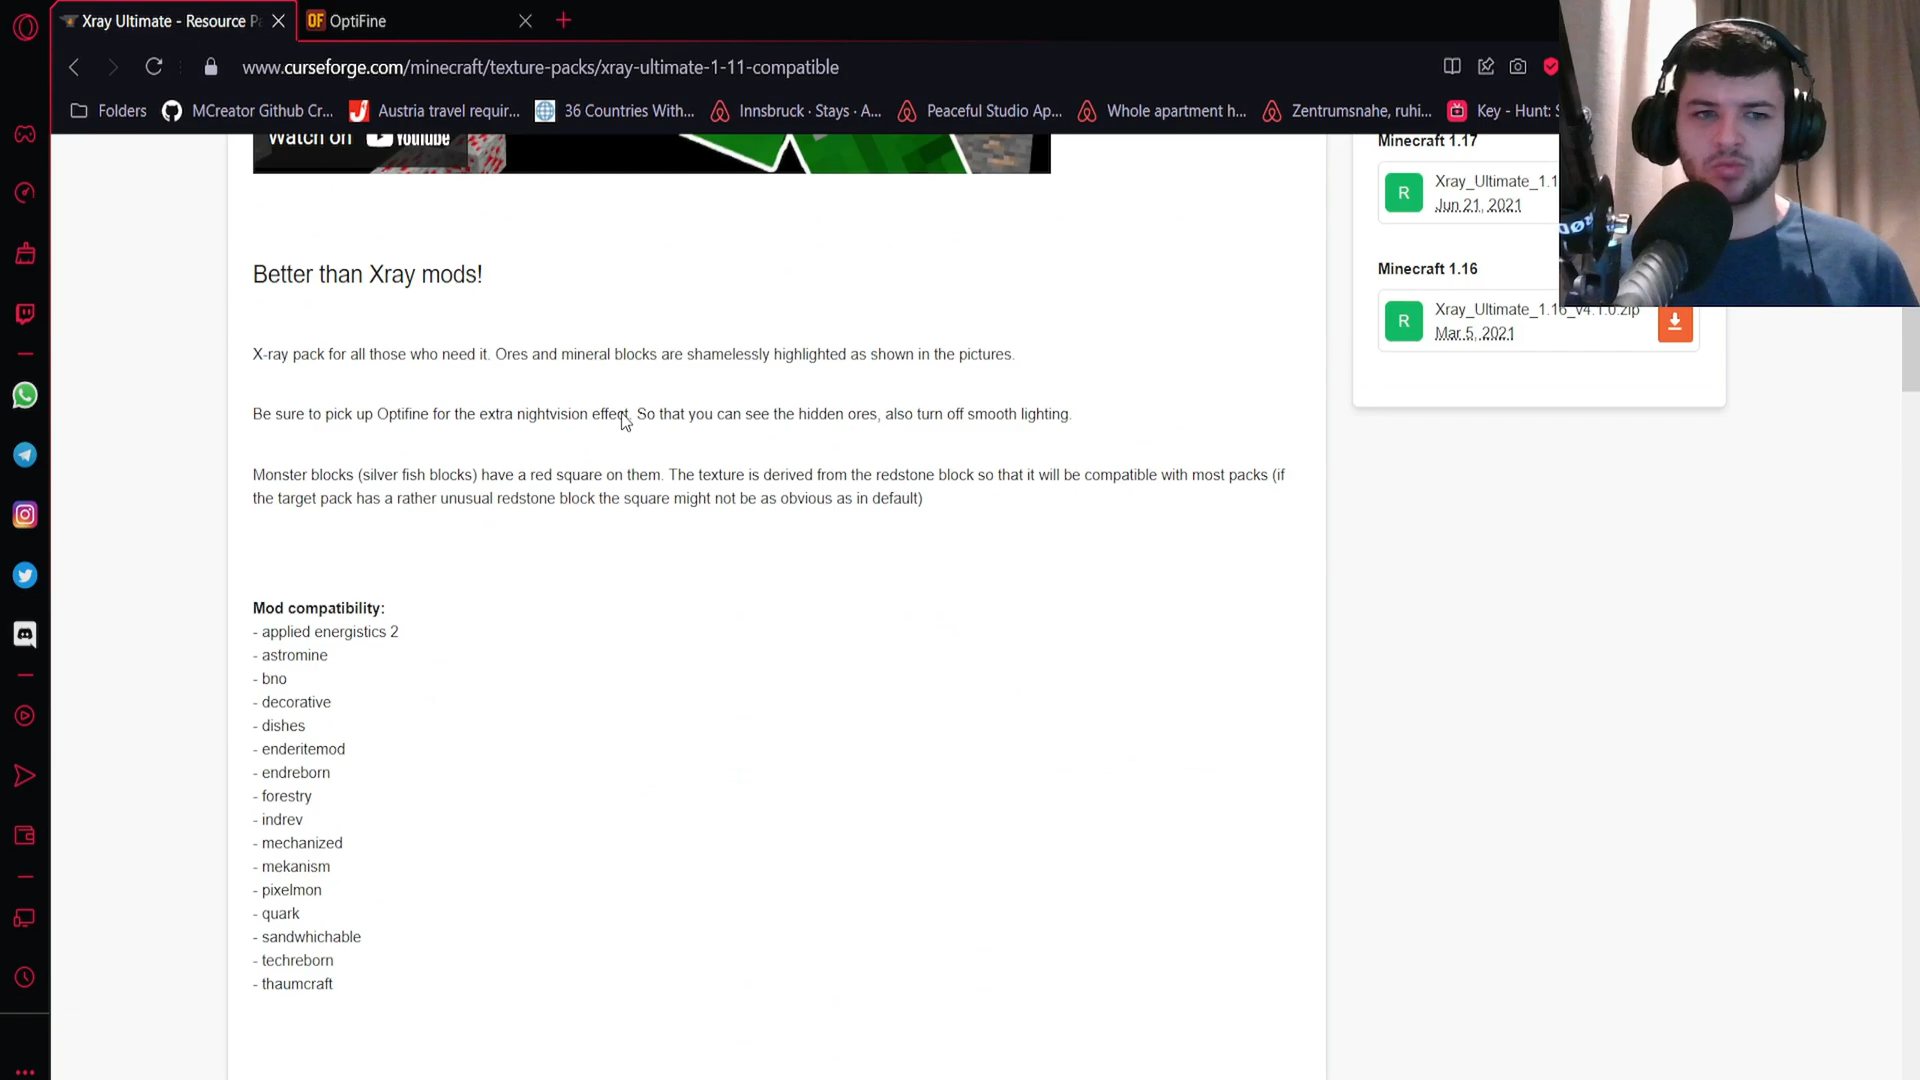 Xray Ultimate - Resource P
OF OptiFine
www.curseforge.com/minecraft/texture-packs/xray-ultimate-1-11-compatible
Folders
MCreator Github Cr...
Austria travel requir...
36 Countries With...
Innsbruck · Stays · A...
Peaceful Studio Ap...
Whole apartment h...
Zentrumsnahe, ruhi...
Key - Hunt: S
Watch on YouTube
Minecraft 1.17
R
Xray_Ultimate_1.1
Jun 21, 2021
Minecraft 1.16
R
Xray_Ultimate_1.16_v4.1.0.zip
Mar 5, 2021
Better than Xray mods!
X-ray pack for all those who need it. Ores and mineral blocks are shamelessly highlighted as shown in the pictures.
Be sure to pick up Optifine for the extra nightvision effect. So that you can see the hidden ores, also turn off smooth lighting.
Monster blocks (silver fish blocks) have a red square on them. The texture is derived from the redstone block so that it will be compatible with most packs (if
the target pack has a rather unusual redstone block the square might not be as obvious as in default)
Mod compatibility:
- applied energistics 2
- astromine
- bno
- decorative
- dishes
- enderitemod
- endreborn
- forestry
- indrev
- mechanized
- mekanism
- pixelmon
- quark
- sandwhichable
- techreborn
- thaumcraft